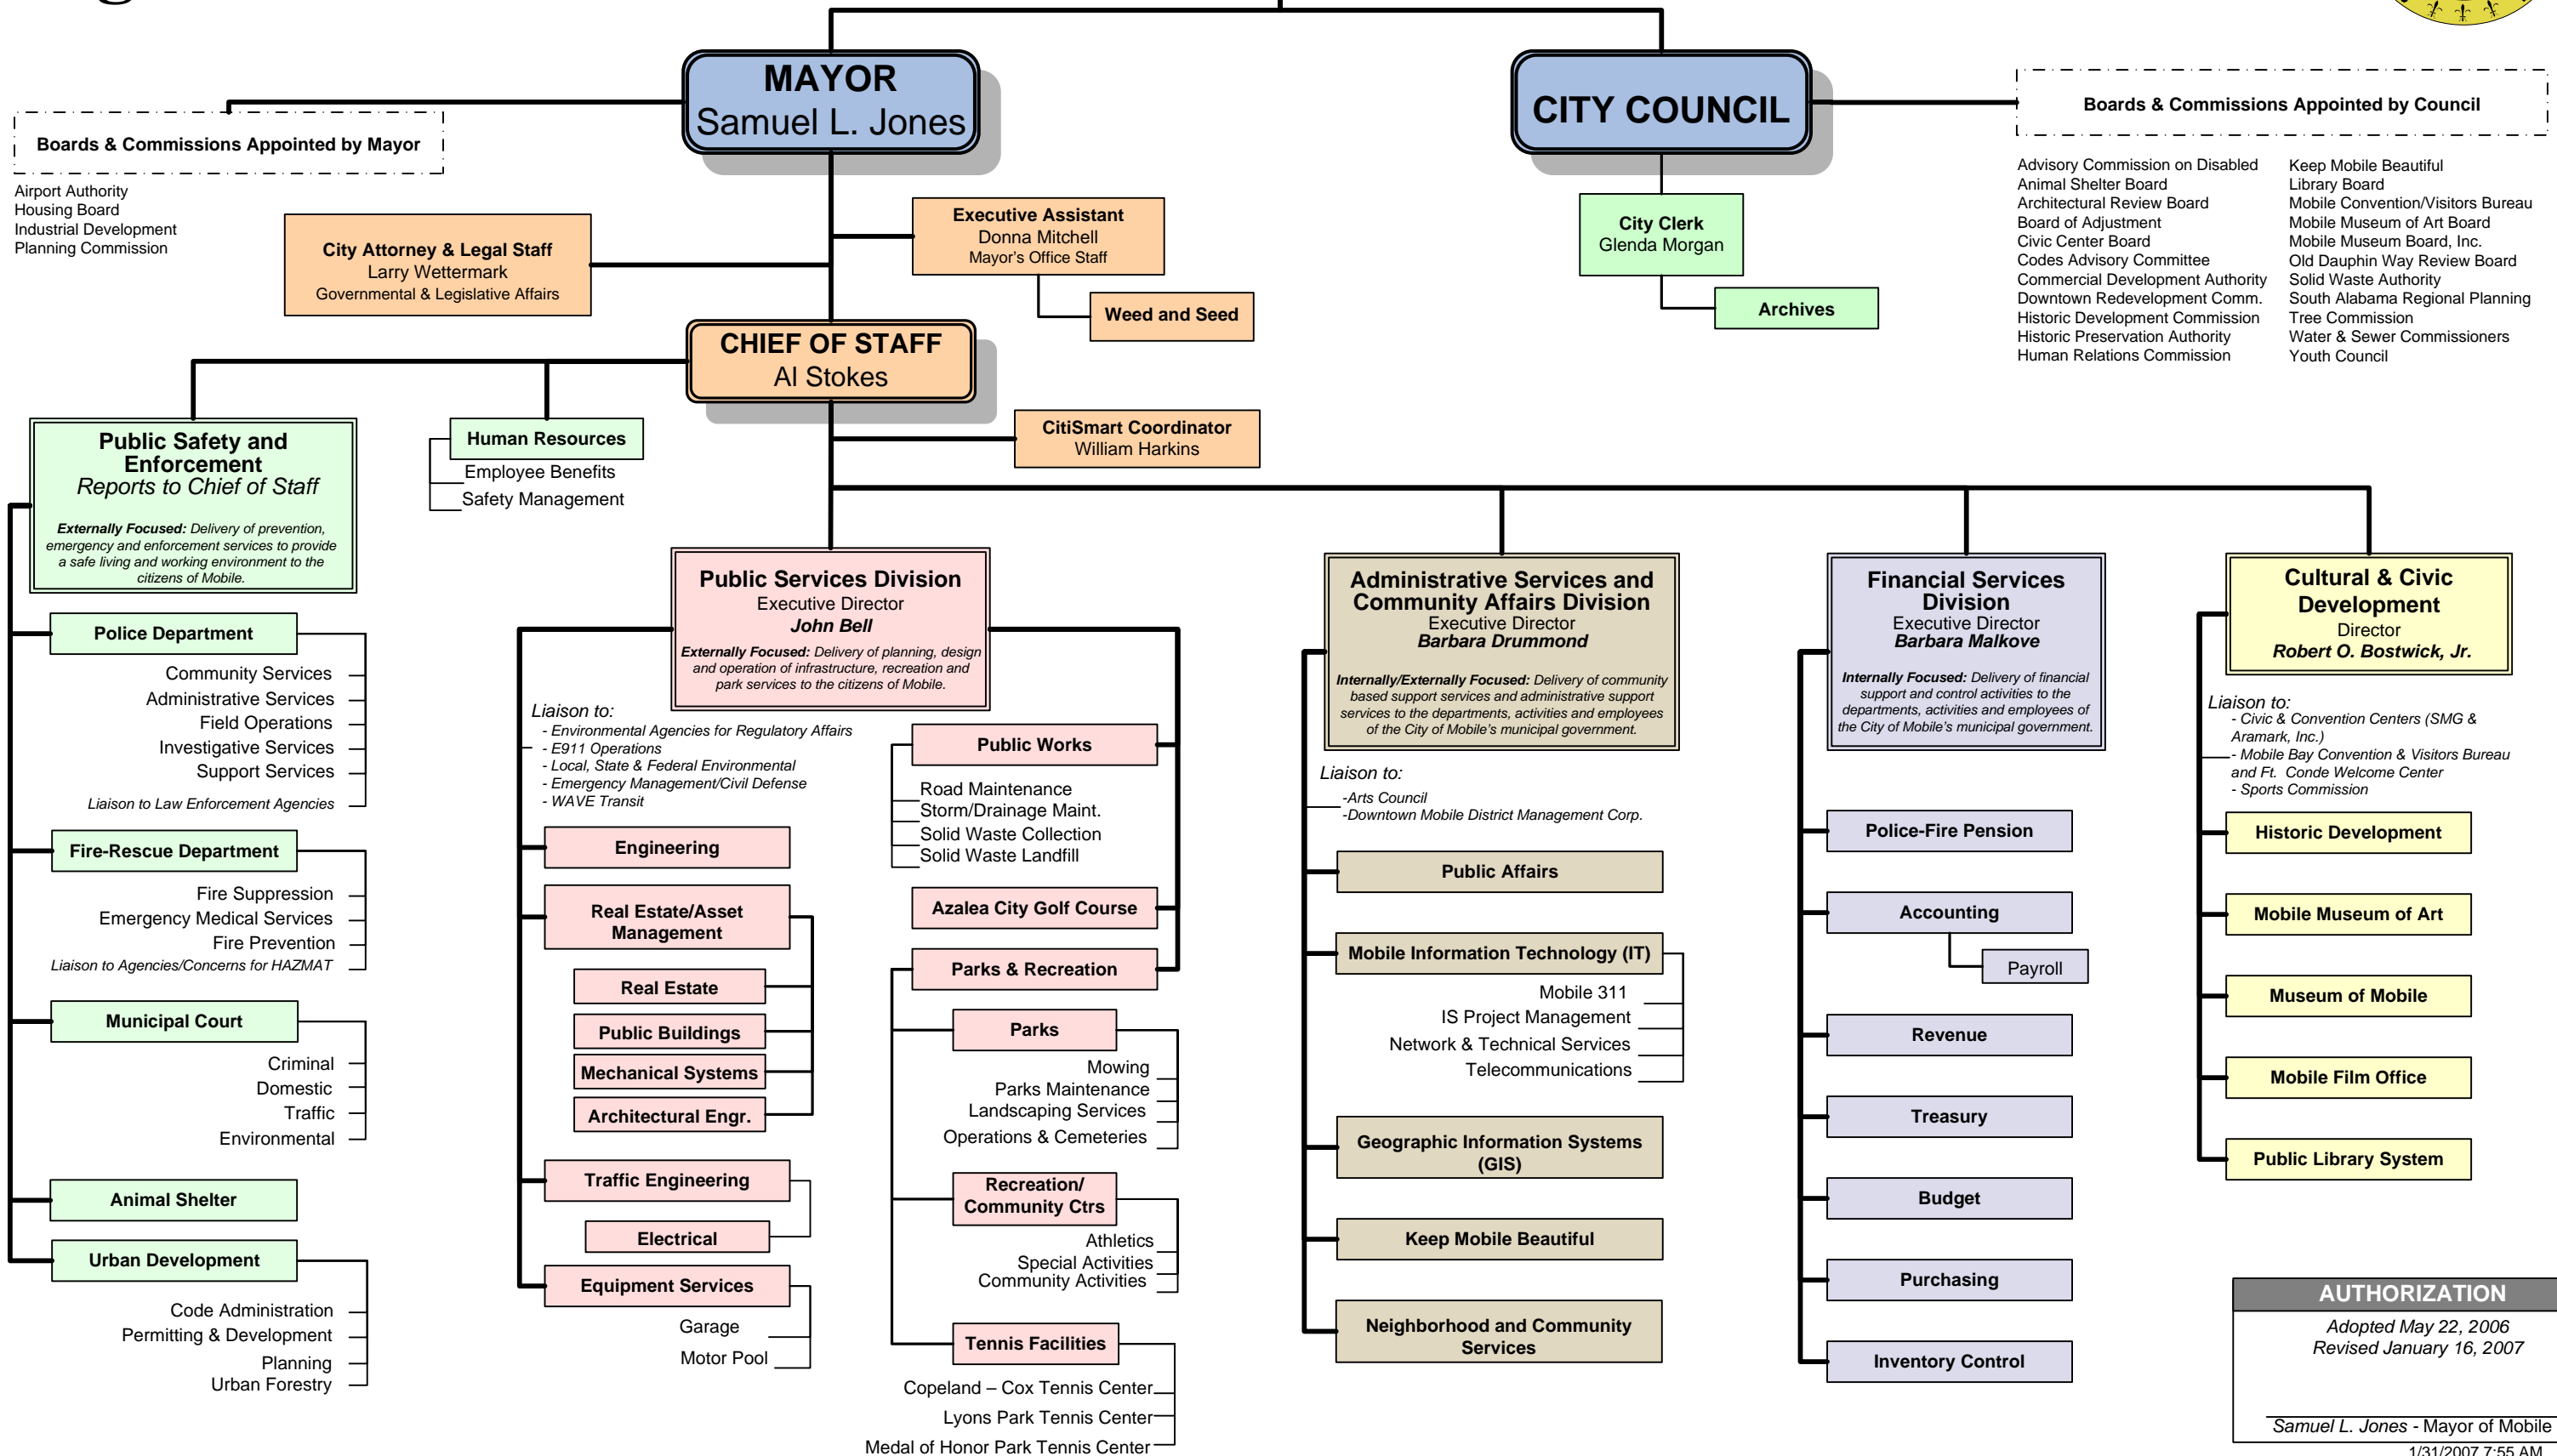 MAYOR
Samuel L. Jones
CITY COUNCIL
Boards & Commissions Appointed by Mayor
Airport Authority
Housing Board
Industrial Development
Planning Commission
Boards & Commissions Appointed by Council
Advisory Commission on Disabled
Animal Shelter Board
Architectural Review Board
Board of Adjustment
Civic Center Board
Codes Advisory Committee
Commercial Development Authority
Downtown Redevelopment Comm.
Historic Development Commission
Historic Preservation Authority
Human Relations Commission
Keep Mobile Beautiful
Library Board
Mobile Convention/Visitors Bureau
Mobile Museum of Art Board
Mobile Museum Board, Inc.
Old Dauphin Way Review Board
Solid Waste Authority
South Alabama Regional Planning
Tree Commission
Water & Sewer Commissioners
Youth Council
City Attorney & Legal Staff
Larry Wettermark
Governmental & Legislative Affairs
Executive Assistant
Donna Mitchell
Mayor's Office Staff
Weed and Seed
City Clerk
Glenda Morgan
Archives
CHIEF OF STAFF
Al Stokes
CitiSmart Coordinator
William Harkins
Human Resources
Employee Benefits
Safety Management
Public Safety and
Enforcement
Reports to Chief of Staff
Externally Focused: Delivery of prevention,
emergency and enforcement services to provide
a safe living and working environment to the
citizens of Mobile.
Police Department
Community Services
Administrative Services
Field Operations
Investigative Services
Support Services
Liaison to Law Enforcement Agencies
Fire-Rescue Department
Fire Suppression
Emergency Medical Services
Fire Prevention
Liaison to Agencies/Concerns for HAZMAT
Municipal Court
Criminal
Domestic
Traffic
Environmental
Animal Shelter
Urban Development
Code Administration
Permitting & Development
Planning
Urban Forestry
Public Services Division
Executive Director
John Bell
Externally Focused: Delivery of planning, design
and operation of infrastructure, recreation and
park services to the citizens of Mobile.
Liaison to:
- Environmental Agencies for Regulatory Affairs
- E911 Operations
- Local, State & Federal Environmental
- Emergency Management/Civil Defense
- WAVE Transit
Engineering
Real Estate/Asset
Management
Real Estate
Public Buildings
Mechanical Systems
Architectural Engr.
Traffic Engineering
Electrical
Equipment Services
Garage
Motor Pool
Public Works
Road Maintenance
Storm/Drainage Maint.
Solid Waste Collection
Solid Waste Landfill
Azalea City Golf Course
Parks & Recreation
Parks
Mowing
Parks Maintenance
Landscaping Services
Operations & Cemeteries
Recreation/
Community Ctrs
Athletics
Special Activities
Community Activities
Tennis Facilities
Copeland – Cox Tennis Center
Lyons Park Tennis Center
Medal of Honor Park Tennis Center
Administrative Services and
Community Affairs Division
Executive Director
Barbara Drummond
Internally/Externally Focused: Delivery of community
based support services and administrative support
services to the departments, activities and employees
of the City of Mobile's municipal government.
Liaison to:
-Arts Council
-Downtown Mobile District Management Corp.
Public Affairs
Mobile Information Technology (IT)
Mobile 311
IS Project Management
Network & Technical Services
Telecommunications
Geographic Information Systems
(GIS)
Keep Mobile Beautiful
Neighborhood and Community
Services
Financial Services
Division
Executive Director
Barbara Malkove
Internally Focused: Delivery of financial
support and control activities to the
departments, activities and employees of
the City of Mobile's municipal government.
Police-Fire Pension
Accounting
Payroll
Revenue
Treasury
Budget
Purchasing
Inventory Control
Cultural & Civic
Development
Director
Robert O. Bostwick, Jr.
Liaison to:
- Civic & Convention Centers (SMG &
Aramark, Inc.)
- Mobile Bay Convention & Visitors Bureau
and Ft. Conde Welcome Center
- Sports Commission
Historic Development
Mobile Museum of Art
Museum of Mobile
Mobile Film Office
Public Library System
AUTHORIZATION
Adopted May 22, 2006
Revised January 16, 2007
Samuel L. Jones - Mayor of Mobile
1/31/2007 7:55 AM